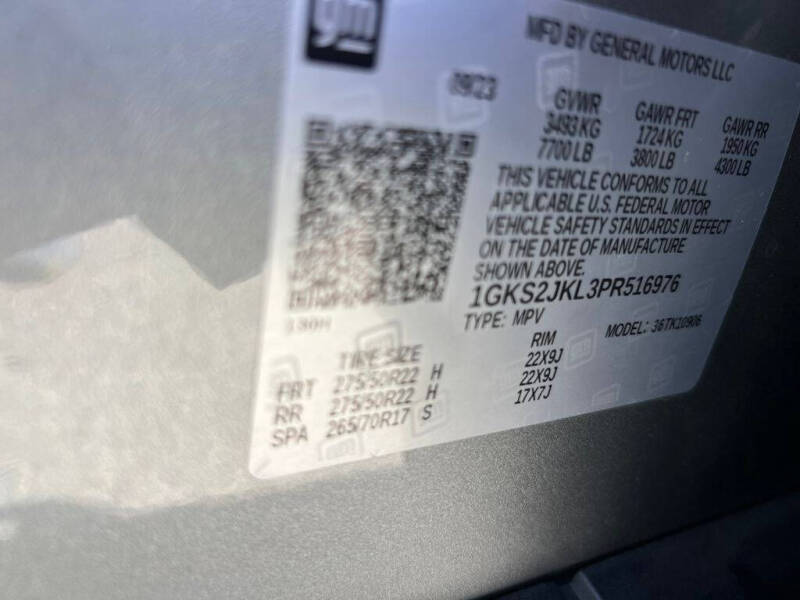 gm
MFD BY GENERAL MOTORS LLC
09/23
GVWR GAWR FRT GAWR RR
3493 KG 1724 KG 1950 KG
7700 LB 3800 LB 4300 LB
THIS VEHICLE CONFORMS TO ALL
APPLICABLE U.S. FEDERAL MOTOR
VEHICLE SAFETY STANDARDS IN EFFECT
ON THE DATE OF MANUFACTURE
SHOWN ABOVE.
1GKS2JKL3PR516976
TYPE: MPV MODEL: 36TK10906
TIRE SIZE RIM
FRT 275/50R22 H 22X9J
RR 275/50R22 H 22X9J
SPA 265/70R17 S 17X7J